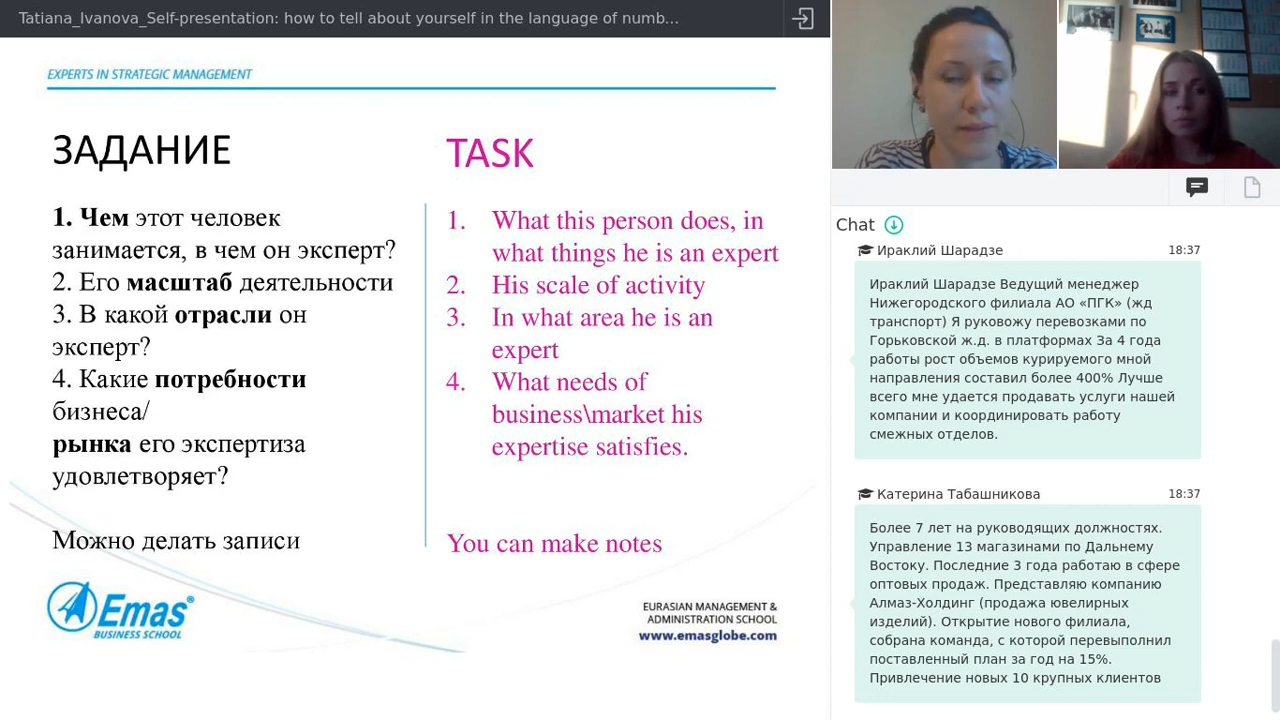 Tatiana_Ivanova_Self-presentation: how to tell about yourself in the language of numb...
EXPERTS IN STRATEGIC MANAGEMENT
ЗАДАНИЕ
1. Чем этот человек
занимается, в чем он эксперт?
2. Его масштаб деятельности
3. В какой отрасли он
эксперт?
4. Какие потребности
бизнеса/
рынка его экспертиза
удовлетворяет?
Можно делать записи
TASK
1. What this person does, in
what things he is an expert
2. His scale of activity
3. In what area he is an
expert
4. What needs of
business\market his
expertise satisfies.
You can make notes
Emas®
BUSINESS SCHOOL
EURASIAN MANAGEMENT &
ADMINISTRATION SCHOOL
www.emasglobe.com
Chat
Ираклий Шарадзе 18:37
Ираклий Шарадзе Ведущий менеджер
Нижегородского филиала АО «ПГК» (жд
транспорт) Я руковожу перевозками по
Горьковской ж.д. в платформах За 4 года
работы рост объемов курируемого мной
направления составил более 400% Лучше
всего мне удается продавать услуги нашей
компании и координировать работу
смежных отделов.
Катерина Табашникова 18:37
Более 7 лет на руководящих должностях.
Управление 13 магазинами по Дальнему
Востоку. Последние 3 года работаю в сфере
оптовых продаж. Представляю компанию
Алмаз-Холдинг (продажа ювелирных
изделий). Открытие нового филиала,
собрана команда, с которой перевыполнил
поставленный план за год на 15%.
Привлечение новых 10 крупных клиентов